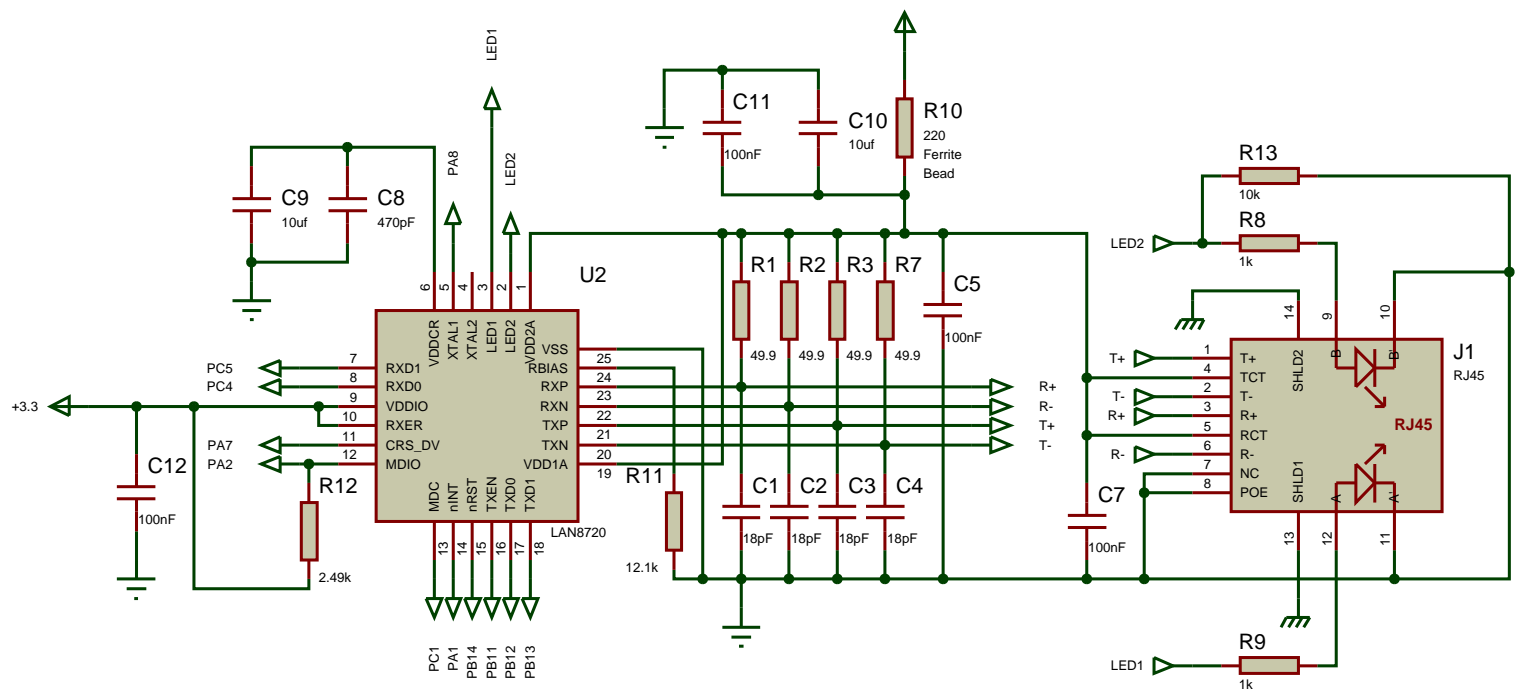 LED1
C11
100nF
C10
10uf
R10
220
Ferrite
Bead
PA8
LED2
C9
10uf
C8
470pF
R13
10k
LED2
R8
1k
U2
6
5
4
3
2
1
VDDCR
XTAL1
XTAL2
LED1
LED2
VDD2A
R1
49.9
R2
49.9
R3
49.9
R7
49.9
C5
100nF
14
9
10
J1
RJ45
PC5
7
RXD1
PC4
8
RXD0
+3.3
9
VDDIO
10
RXER
PA7
11
CRS_DV
PA2
12
MDIO
VSS
25
RBIAS
24
RXP
23
RXN
22
TXP
21
TXN
20
VDD1A
19
R+
R-
T+
T-
T+
1
T+
4
TCT
T-
2
T-
R+
3
R+
5
RCT
R-
6
R-
7
NC
8
POE
SHLD2
B
B`
RJ45
SHLD1
A
A`
C12
100nF
R12
2.49k
MDC
nINT
nRST
TXEN
TXD0
TXD1
LAN8720
13
14
15
16
17
18
R11
12.1k
C1
18pF
C2
18pF
C3
18pF
C4
18pF
C7
100nF
13
12
11
PC1
PA1
PB14
PB11
PB12
PB13
LED1
R9
1k